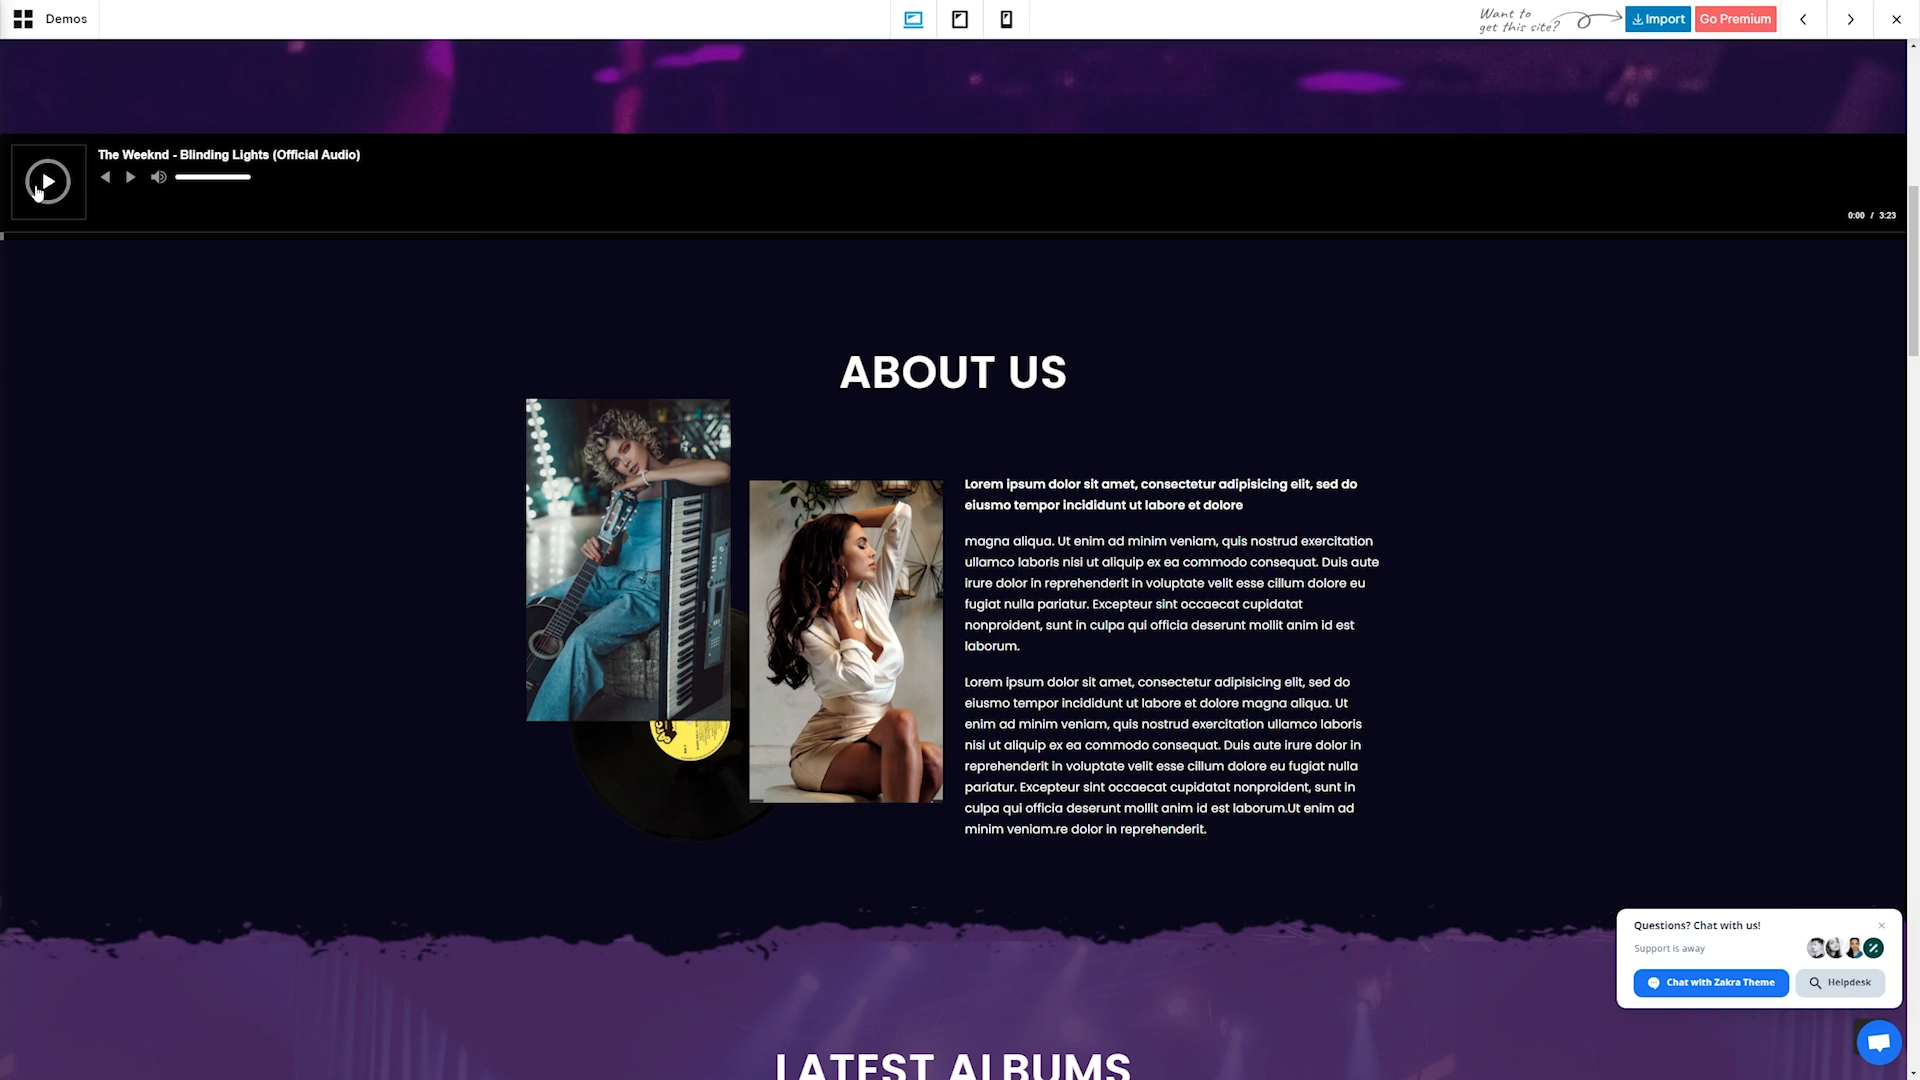 Demos
Want to
get this site?
Import
Go Premium
The Weeknd - Blinding Lights (Official Audio)
0:00 / 3:23
ABOUT US
Lorem ipsum dolor sit amet, consectetur adipisicing elit, sed do
eiusmo tempor incididunt ut labore et dolore
magna aliqua. Ut enim ad minim veniam, quis nostrud exercitation
ullamco laboris nisi ut aliquip ex ea commodo consequat. Duis aute
irure dolor in reprehenderit in voluptate velit esse cillum dolore eu
fugiat nulla pariatur. Excepteur sint occaecat cupidatat
nonproident, sunt in culpa qui officia deserunt mollit anim id est
laborum.
Lorem ipsum dolor sit amet, consectetur adipisicing elit, sed do
eiusmo tempor incididunt ut labore et dolore magna aliqua. Ut
enim ad minim veniam, quis nostrud exercitation ullamco laboris
nisi ut aliquip ex ea commodo consequat. Duis aute irure dolor in
reprehenderit in voluptate velit esse cillum dolore eu fugiat nulla
pariatur. Excepteur sint occaecat cupidatat nonproident, sunt in
culpa qui officia deserunt mollit anim id est laborum.Ut enim ad
minim veniam.re dolor in reprehenderit.
Questions? Chat with us!
Support is away
Chat with Zakra Theme
Helpdesk
LATEST ALBUMS